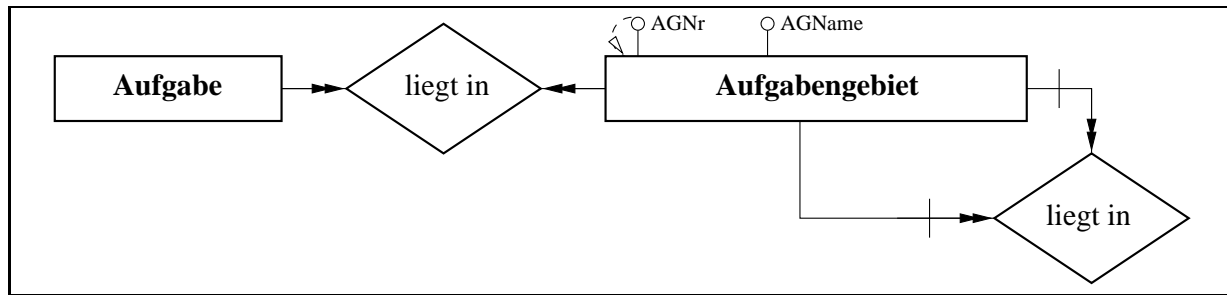 AGNr
AGName
Aufgabe
liegt in
Aufgabengebiet
liegt in